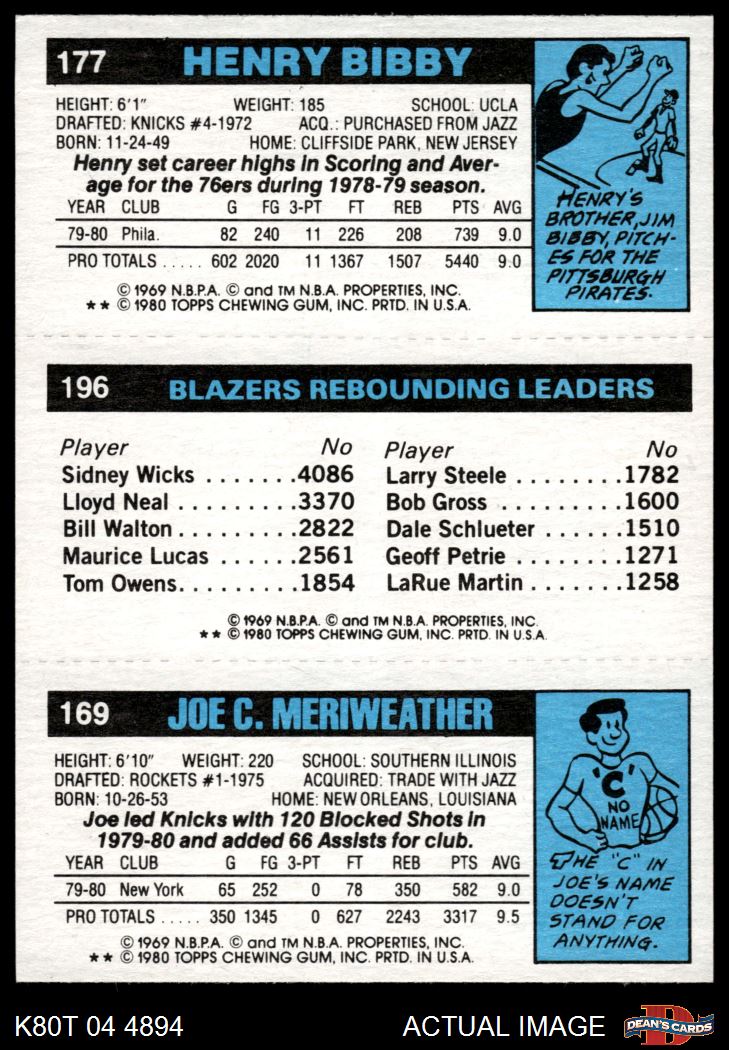 177 HENRY BIBBY
HEIGHT: 6'1" WEIGHT: 185 SCHOOL: UCLA
DRAFTED: KNICKS #4-1972 ACQ.: PURCHASED FROM JAZZ
BORN: 11-24-49 HOME: CLIFFSIDE PARK, NEW JERSEY
Henry set career highs in Scoring and Aver-
age for the 76ers during 1978-79 season.
YEAR CLUB G FG 3-PT FT REB PTS AVG
79-80 Phila. 82 240 11 226 208 739 9.0
PRO TOTALS ..... 602 2020 11 1367 1507 5440 9.0
© 1969 N.B.P.A. © and TM N.B.A. PROPERTIES, INC.
★★ © 1980 TOPPS CHEWING GUM, INC. PRTD. IN U.S.A.
HENRY'S
BROTHER, JIM
BIBBY, PITCH-
ES FOR THE
PITTSBURGH
PIRATES.
196 BLAZERS REBOUNDING LEADERS
Player No Player No
Sidney Wicks .......4086 Larry Steele ........1782
Lloyd Neal .........3370 Bob Gross ..........1600
Bill Walton.........2822 Dale Schlueter ......1510
Maurice Lucas ......2561 Geoff Petrie .........1271
Tom Owens.........1854 LaRue Martin.......1258
© 1969 N.B.P.A. © and TM N.B.A. PROPERTIES, INC.
★★ © 1980 TOPPS CHEWING GUM, INC. PRTD. IN U.S.A.
169 JOE C. MERIWEATHER
HEIGHT: 6'10" WEIGHT: 220 SCHOOL: SOUTHERN ILLINOIS
DRAFTED: ROCKETS #1-1975 ACQUIRED: TRADE WITH JAZZ
BORN: 10-26-53 HOME: NEW ORLEANS, LOUISIANA
Joe led Knicks with 120 Blocked Shots in
1979-80 and added 66 Assists for club.
YEAR CLUB G FG 3-PT FT REB PTS AVG
79-80 New York 65 252 0 78 350 582 9.0
PRO TOTALS ..... 350 1345 0 627 2243 3317 9.5
© 1969 N.B.P.A. © and TM N.B.A. PROPERTIES, INC.
★★ © 1980 TOPPS CHEWING GUM, INC. PRTD. IN U.S.A.
'C'
NO
NAME
THE "C" IN
JOE'S NAME
DOESN'T
STAND FOR
ANYTHING.
K80T 04 4894 ACTUAL IMAGE
D
DEAN'S CARDS